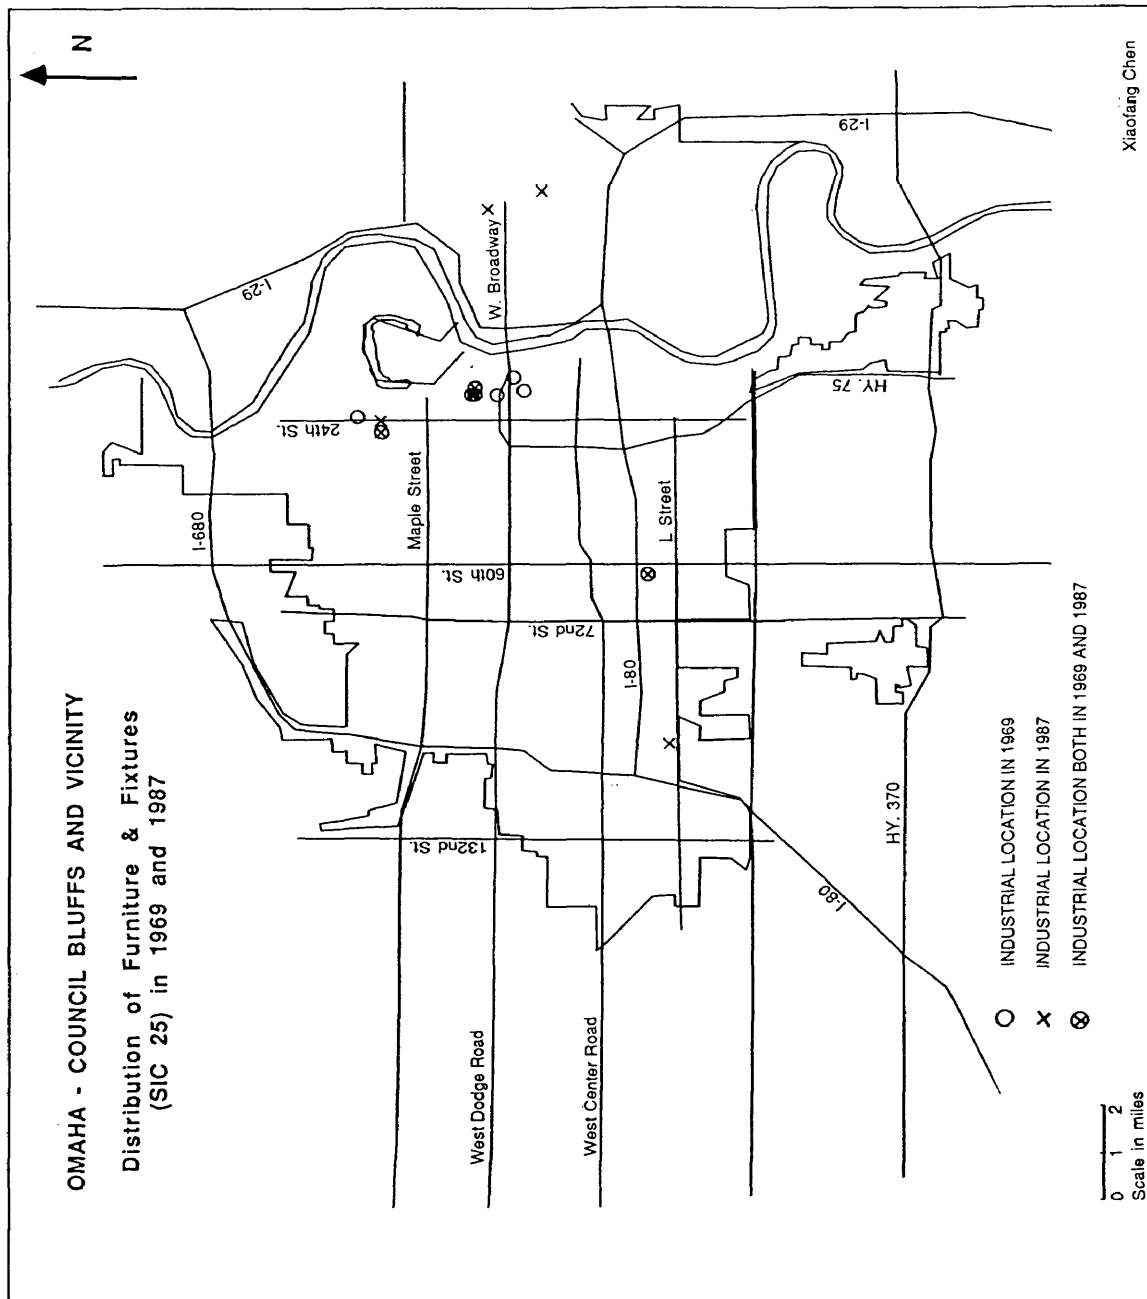 OMAHA - COUNCIL BLUFFS AND VICINITY
Distribution of Furniture & Fixtures
(SIC 25) in 1969 and 1987
N
I-29
I-680
24th St.
Maple Street
W. Broadway
60th St.
72nd St.
132nd St.
West Dodge Road
West Center Road
I-80
L Street
I-29
HY. 75
I-80
HY. 370
INDUSTRIAL LOCATION IN 1969
INDUSTRIAL LOCATION IN 1987
INDUSTRIAL LOCATION BOTH IN 1969 AND 1987
0 1 2
Scale in miles
Xiaofang Chen